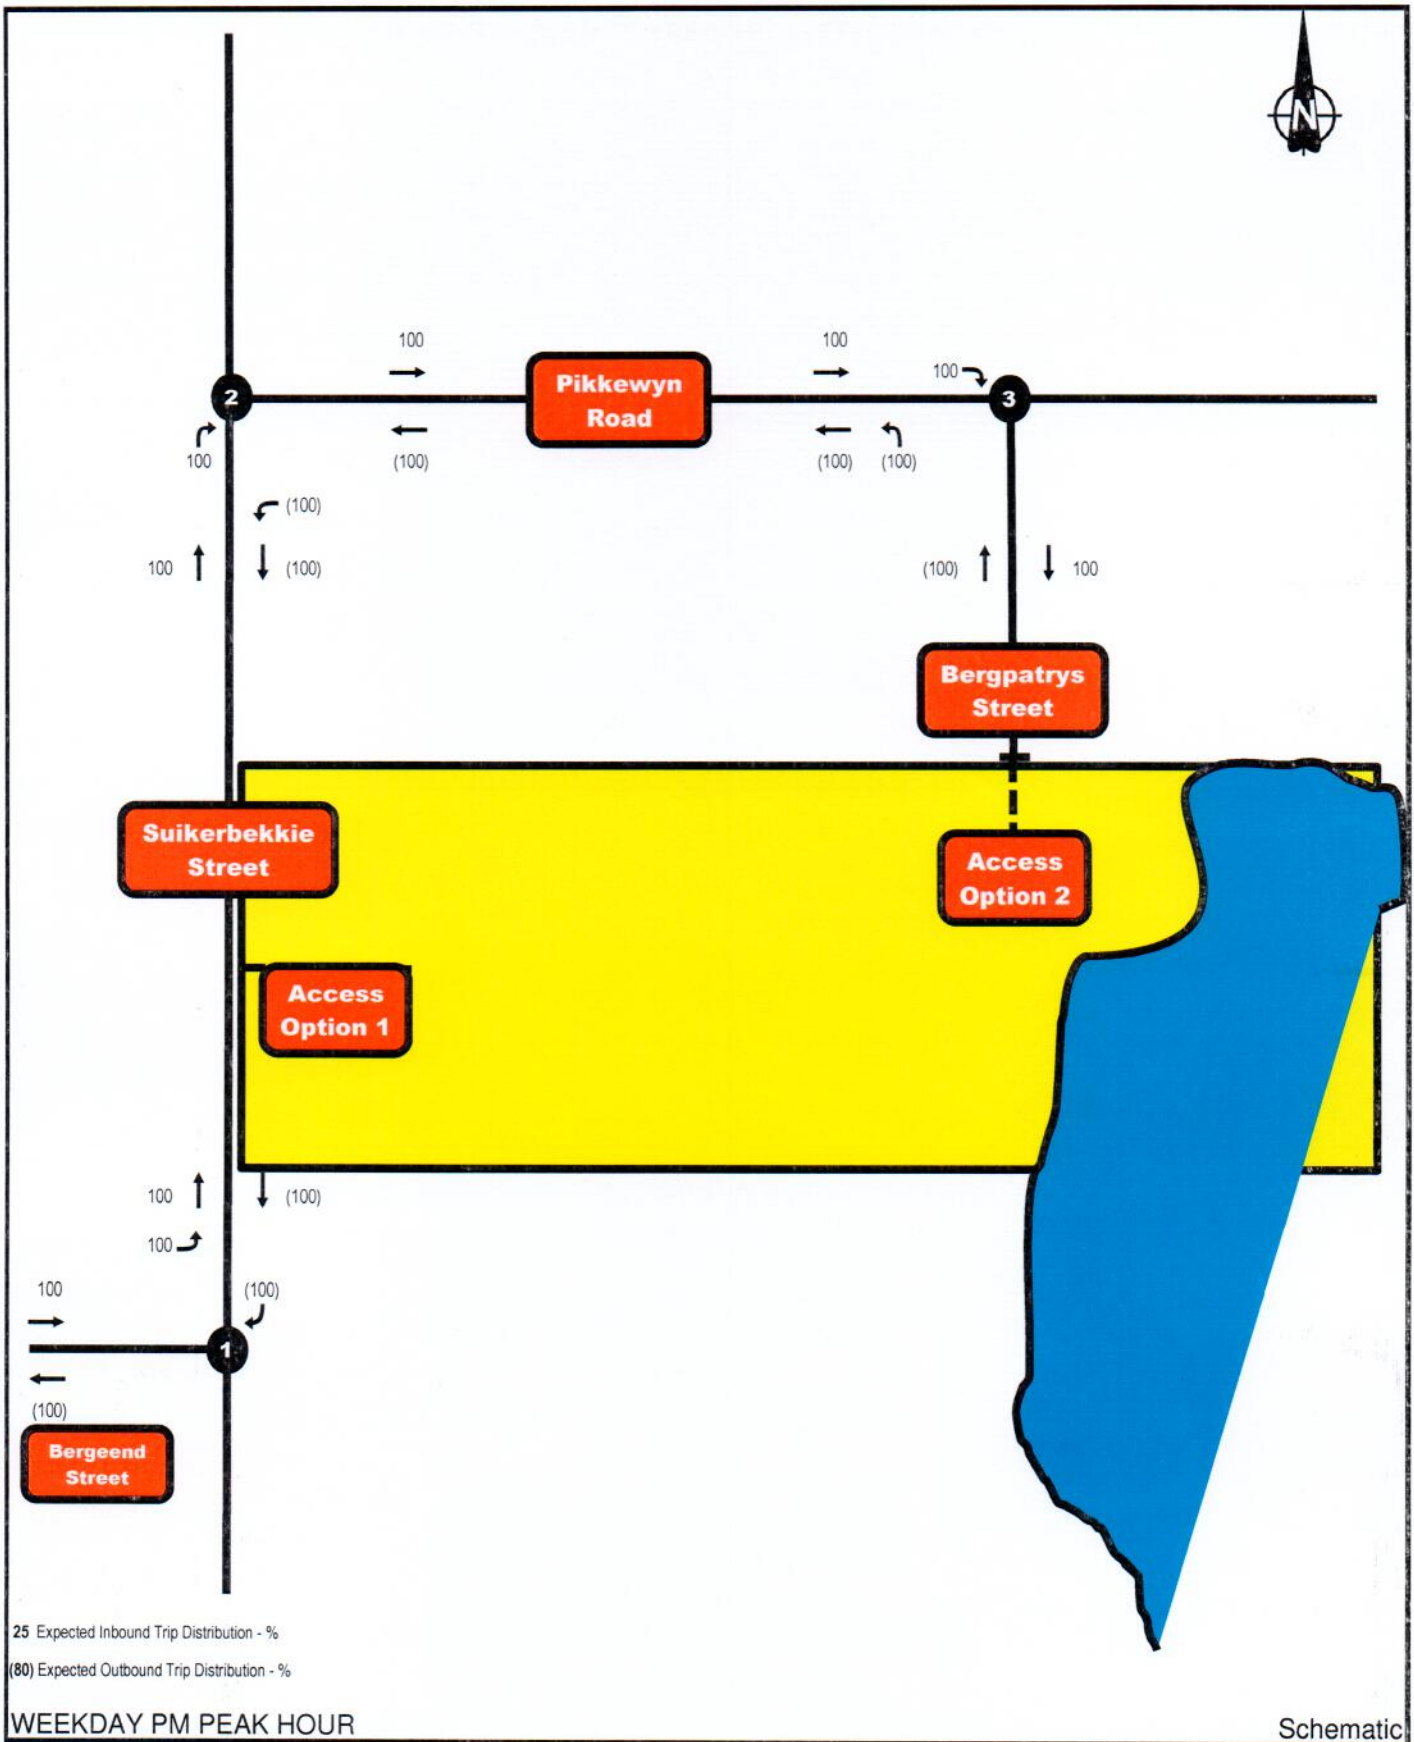 N
100
100
Pikkewyn
Road
100
2
3
100
(100)
(100)
(100)
(100)
100
(100)
(100)
100
Bergpatrys
Street
Suikerbekkie
Street
Access
Option 2
Access
Option 1
100
(100)
100
100
(100)
1
(100)
Bergeend
Street
25 Expected Inbound Trip Distribution - %
(80) Expected Outbound Trip Distribution - %
WEEKDAY PM PEAK HOUR
Schematic